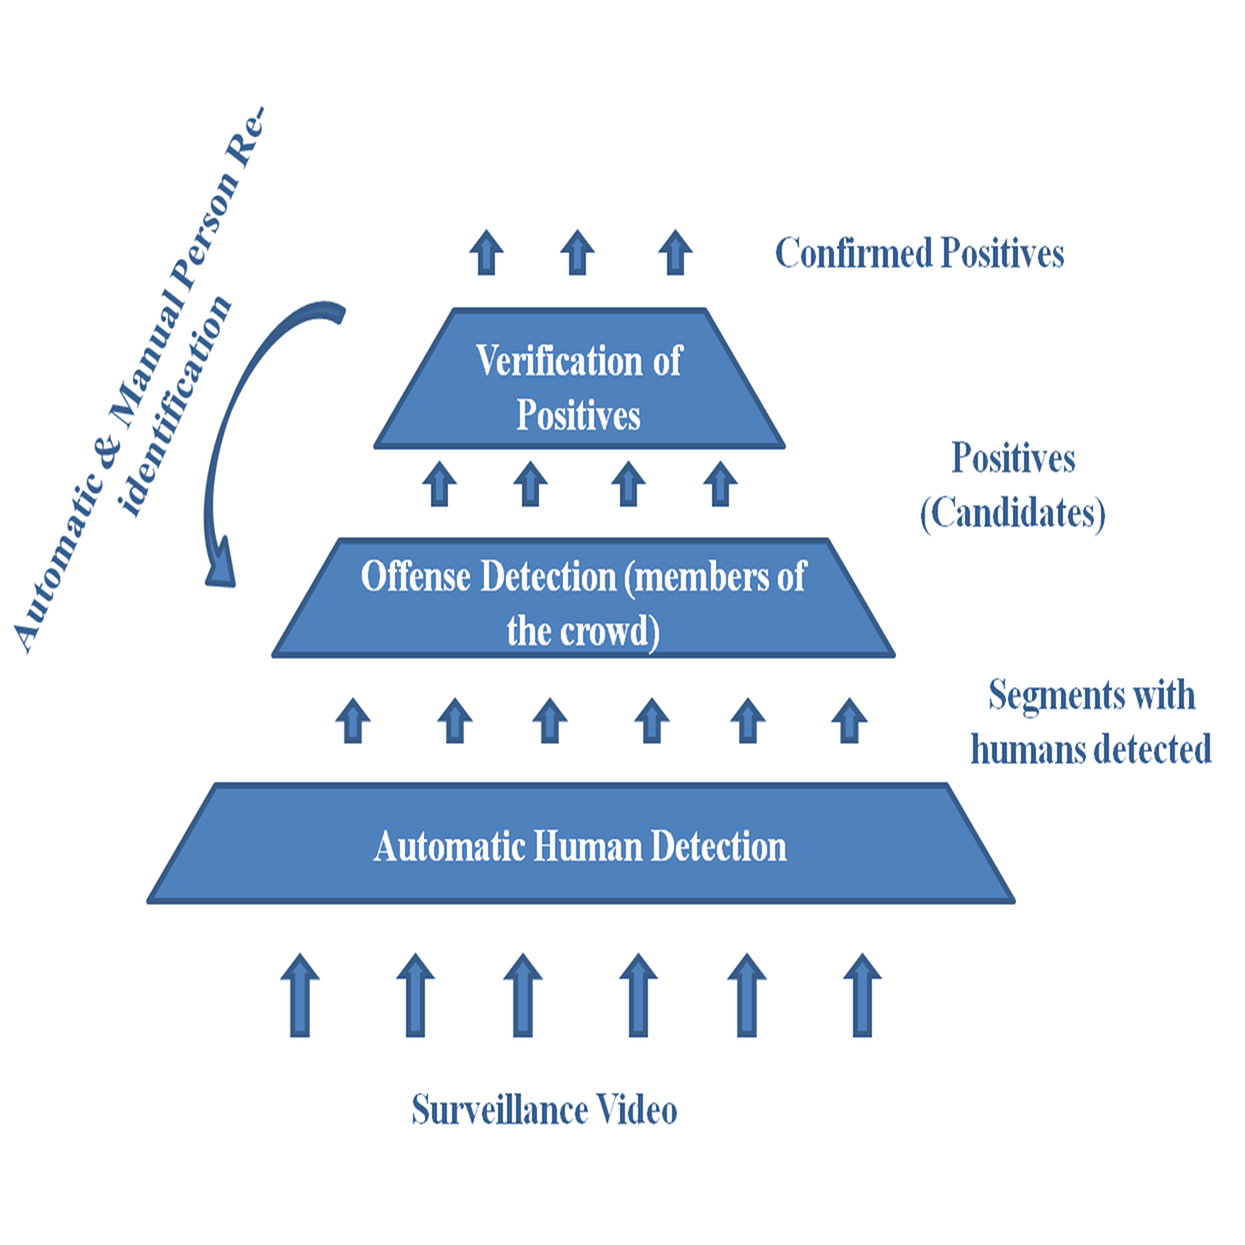 Automatic & Manual Person Re-
identification
Confirmed Positives
Verification of
Positives
Positives
(Candidates)
Offense Detection (members of
the crowd)
Segments with
humans detected
Automatic Human Detection
Surveillance Video